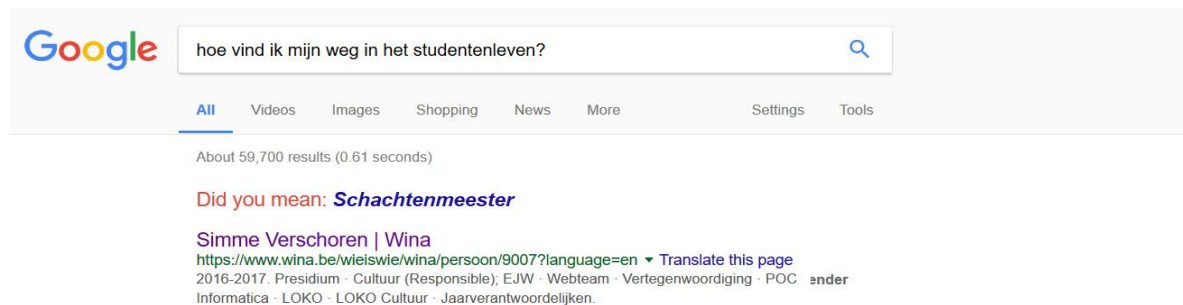 Google
hoe vind ik mijn weg in het studentenleven?
All Videos Images Shopping News More Settings Tools
About 59,700 results (0.61 seconds)
Did you mean: Schachtenmeester
Simme Verschoren | Wina
https://www.wina.be/wieiswie/wina/persoon/9007?language=en ▾ Translate this page
2016-2017. Presidium · Cultuur (Responsible); EJW · Webteam · Vertegenwoordiging · POC ender
Informatica · LOKO · LOKO Cultuur · Jaarverantwoordelijken.